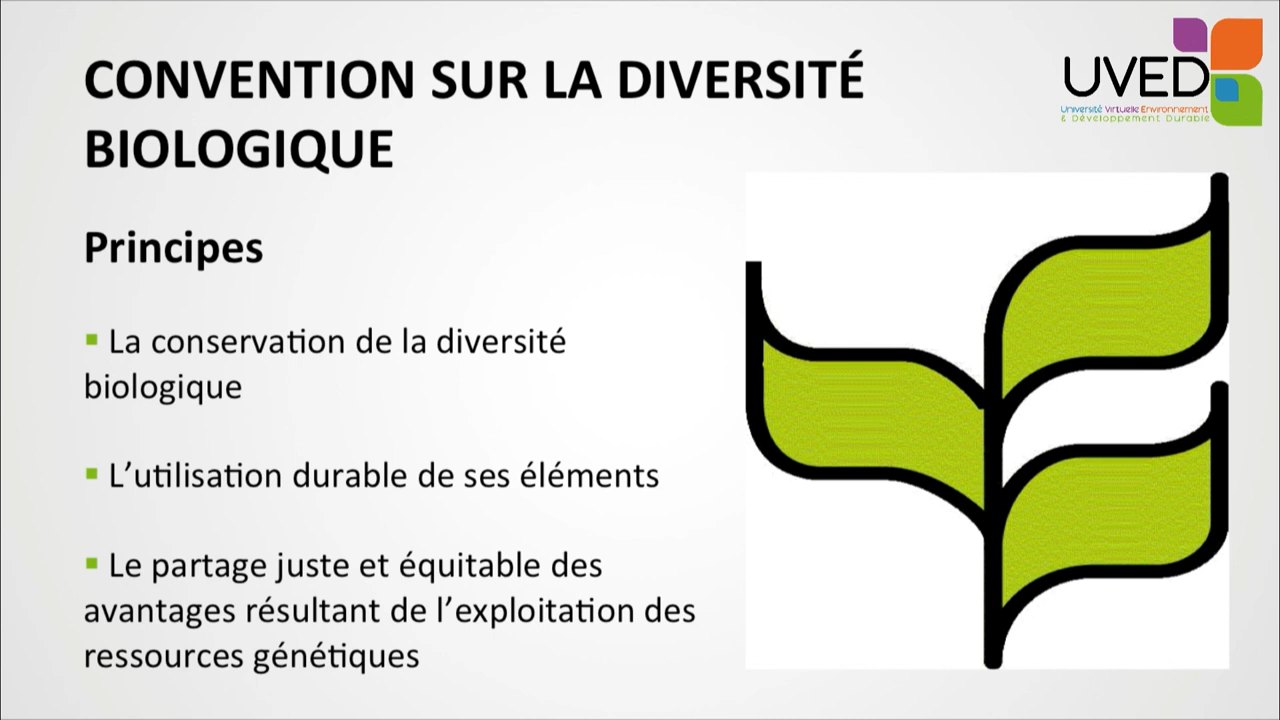 CONVENTION SUR LA DIVERSITÉ
BIOLOGIQUE
UVED
Université Virtuelle Environnement
& Développement Durable
Principes
▪ La conservation de la diversité
biologique
▪ L’utilisation durable de ses éléments
▪ Le partage juste et équitable des
avantages résultant de l’exploitation des
ressources génétiques